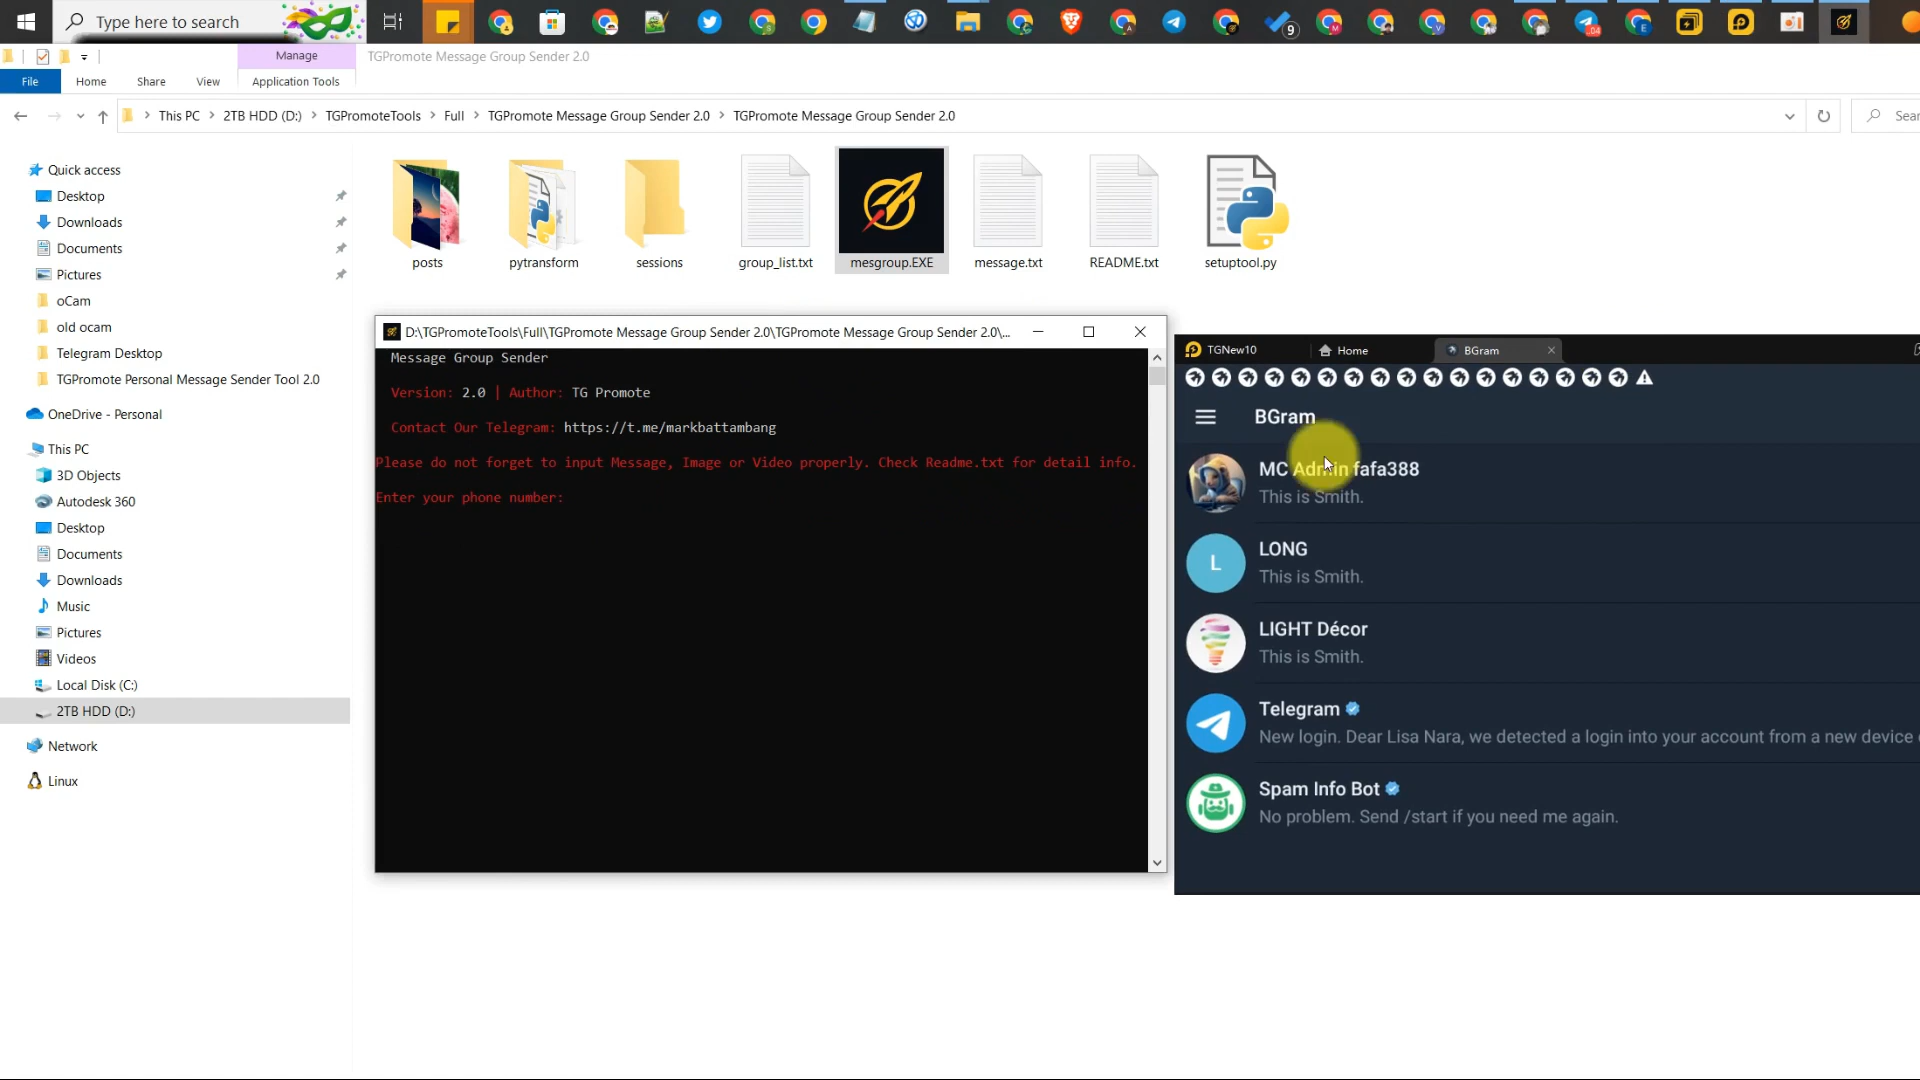 Type here to search
9
.04
Manage
TGPromote Message Group Sender 2.0
File
Home
Share
View
Application Tools
This PC
2TB HDD (D:)
TGPromoteTools
Full
TGPromote Message Group Sender 2.0
TGPromote Message Group Sender 2.0
Quick access
Desktop
Downloads
Documents
Pictures
oCam
old ocam
Telegram Desktop
TGPromote Personal Message Sender Tool 2.0
OneDrive - Personal
This PC
3D Objects
Autodesk 360
Desktop
Documents
Downloads
Music
Pictures
Videos
Local Disk (C:)
2TB HDD (D:)
Network
Linux
posts
pytransform
sessions
group_list.txt
mesgroup.EXE
message.txt
README.txt
setuptool.py
D:\TGPromoteTools\Full\TGPromote Message Group Sender 2.0\TGPromote Message Group Sender 2.0\...
Message Group Sender
Version: 2.0 | Author: TG Promote
Contact Our Telegram: https://t.me/markbattambang
Please do not forget to input Message, Image or Video properly. Check Readme.txt for detail info.
Enter your phone number:
TGNew10
Home
BGram
BGram
MC Admin fafa388
This is Smith.
L
LONG
This is Smith.
LIGHT Décor
This is Smith.
Telegram
New login. Dear Lisa Nara, we detected a login into your account from a new device
Spam Info Bot
No problem. Send /start if you need me again.